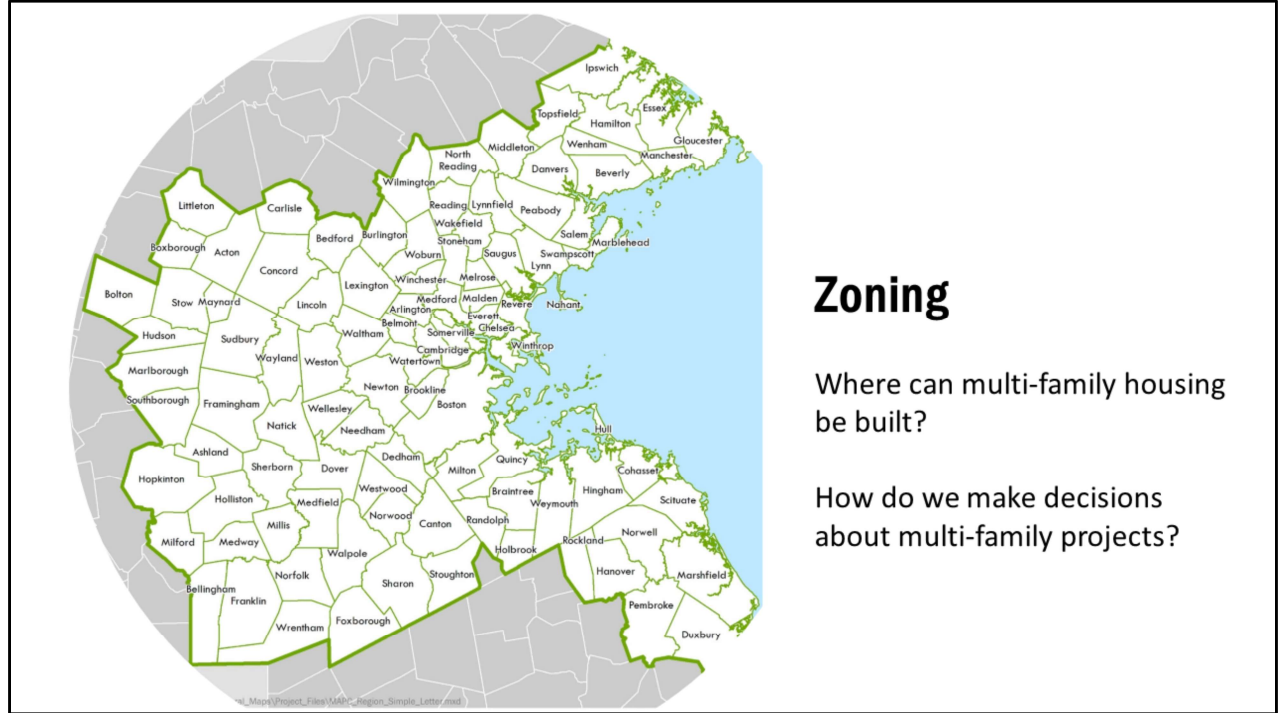 Ipswich
Essex
Topsfield
Hamilton
Gloucester
Wenham
Manchester
Middleton
North
Reading
Danvers
Beverly
Wilmington
Littleton
Carlisle
Reading
Lynnfield
Peabody
Wakefield
Salem
Marblehead
Boxborough
Acton
Bedford
Burlington
Stoneham
Woburn
Saugus
Swampscott
Lynn
Concord
Bolton
Lexington
Winchester
Melrose
Stow
Maynard
Lincoln
Medford
Malden
Revere
Nahant
Arlington
Everett
Belmont
Chelsea
Hudson
Sudbury
Waltham
Somerville
Cambridge
Winthrop
Wayland
Weston
Watertown
Marlborough
Newton
Brookline
Boston
Southborough
Framingham
Wellesley
Natick
Needham
Hull
Ashland
Sherborn
Dover
Dedham
Milton
Quincy
Cohasset
Hopkinton
Holliston
Medfield
Westwood
Braintree
Weymouth
Hingham
Scituate
Norwood
Canton
Randolph
Millis
Norwell
Milford
Medway
Walpole
Holbrook
Rockland
Norfolk
Sharon
Stoughton
Hanover
Marshfield
Bellingham
Franklin
Wrentham
Foxborough
Pembroke
Duxbury
al_Maps\Project_Files\MAPC_Region_Simple_Letter.mxd
Zoning
Where can multi-family housing
be built?
How do we make decisions
about multi-family projects?